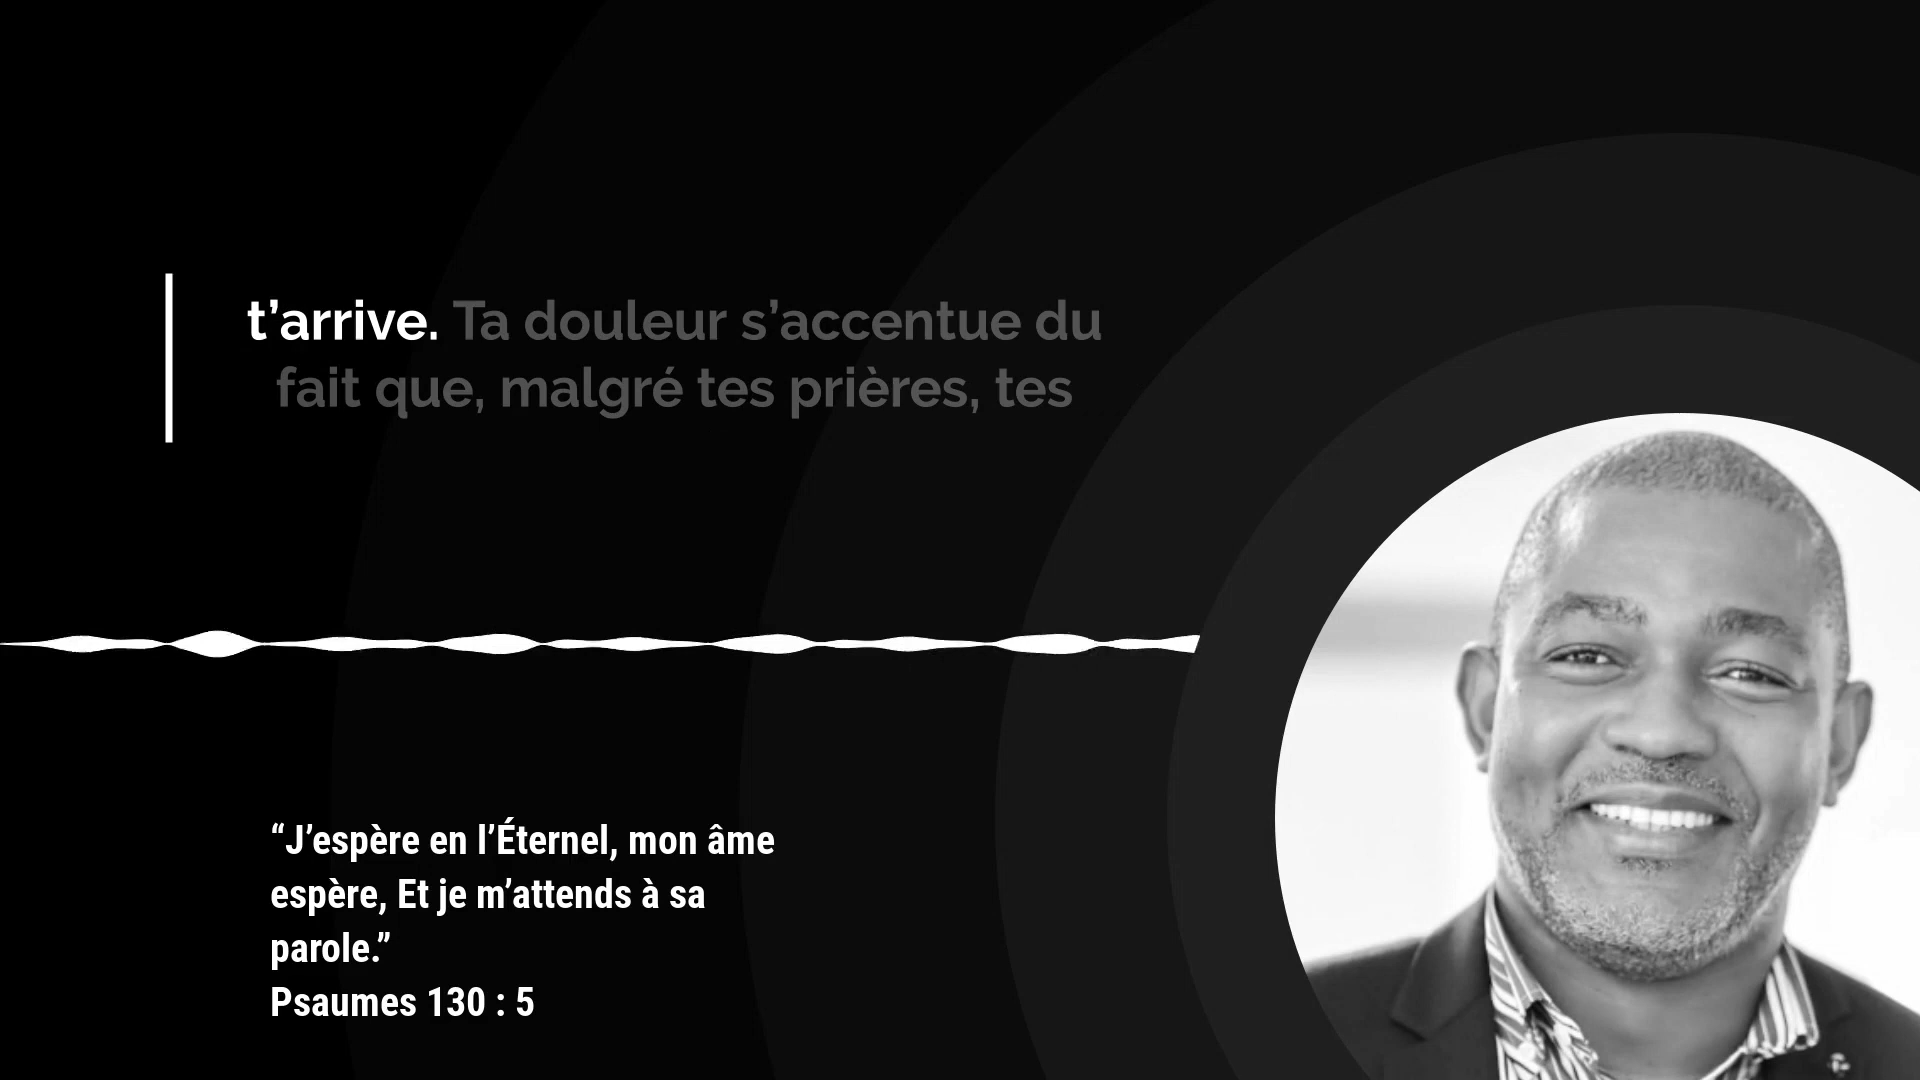 t’arrive. Ta douleur s’accentue du
fait que, malgré tes prières, tes
“J’espère en l’Éternel, mon âme
espère, Et je m’attends à sa
parole.”
Psaumes 130 : 5